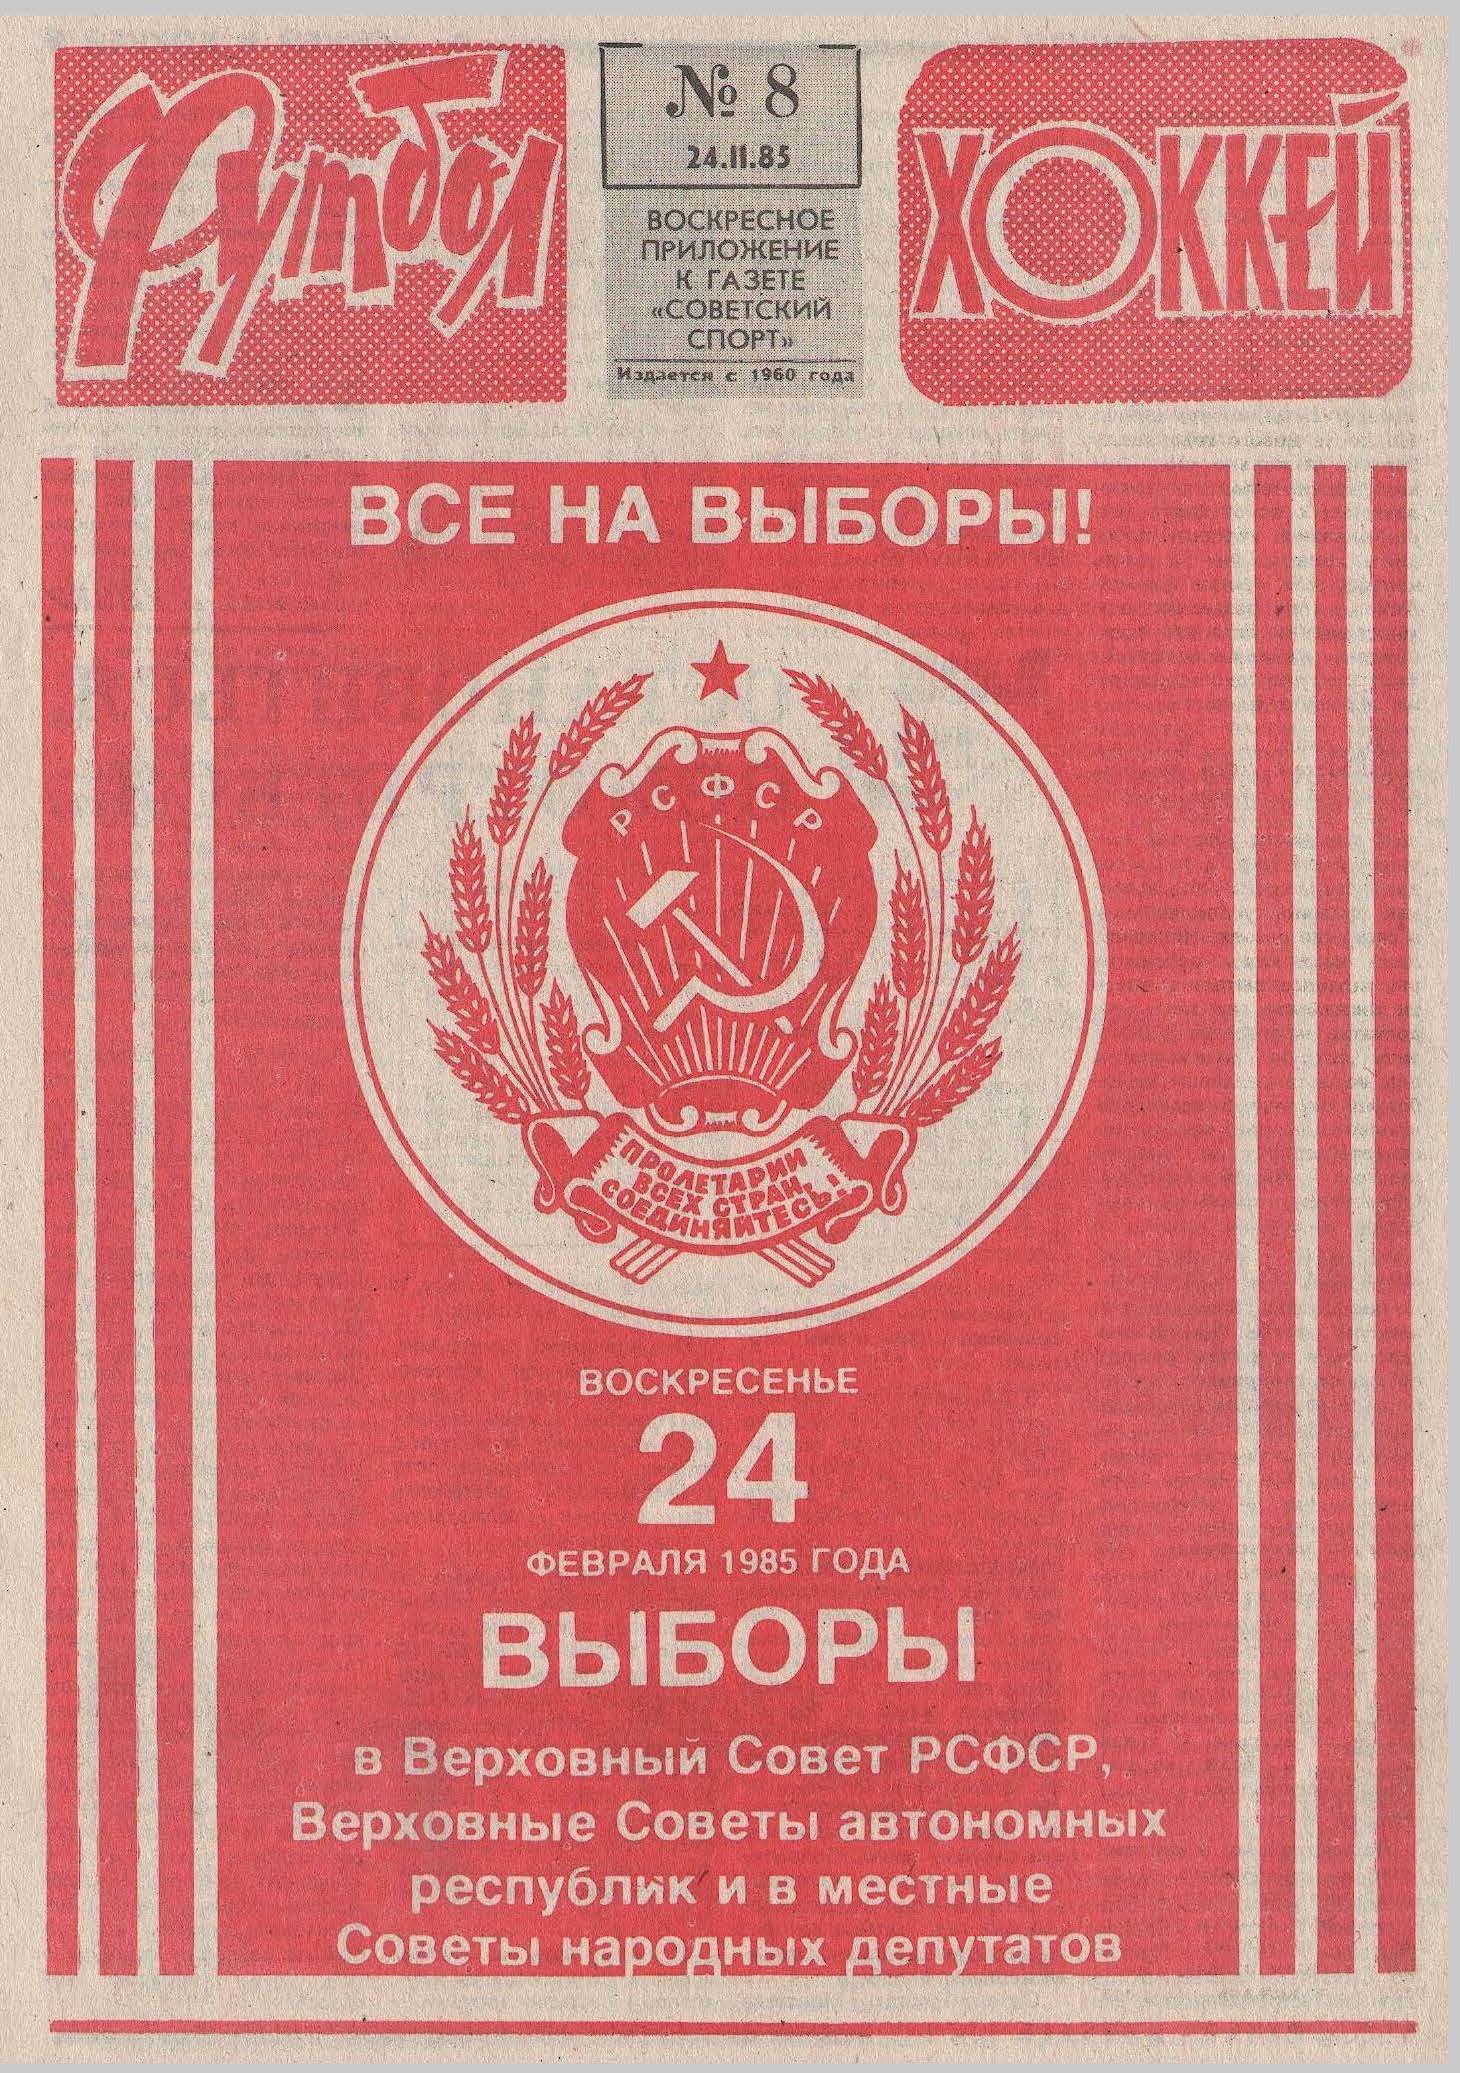 Футбол
№ 8
24.II.85
ВОСКРЕСНОЕ
ПРИЛОЖЕНИЕ
К ГАЗЕТЕ
«СОВЕТСКИЙ
СПОРТ»
Издается с 1960 года
ХОККЕЙ
ВСЕ НА ВЫБОРЫ!
РСФСР
ПРОЛЕТАРИИ
ВСЕХ СТРАН,
СОЕДИНЯЙТЕСЬ!
ВОСКРЕСЕНЬЕ
24
ФЕВРАЛЯ 1985 ГОДА
ВЫБОРЫ
в Верховный Совет РСФСР,
Верховные Советы автономных
республик и в местные
Советы народных депутатов